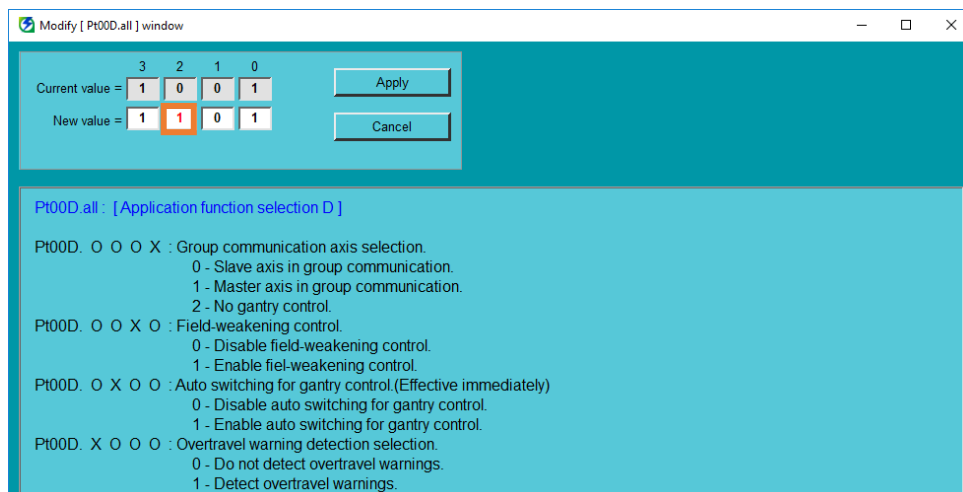 Modify [ Pt00D.all ] window
3 2 1 0
Current value = 1 0 0 1
Apply
New value = 1 1 0 1
Cancel
Pt00D.all : [ Application function selection D ]
Pt00D. O O O X : Group communication axis selection.
0 - Slave axis in group communication.
1 - Master axis in group communication.
2 - No gantry control.
Pt00D. O O X O : Field-weakening control.
0 - Disable field-weakening control.
1 - Enable fiel-weakening control.
Pt00D. O X O O : Auto switching for gantry control.(Effective immediately)
0 - Disable auto switching for gantry control.
1 - Enable auto switching for gantry control.
Pt00D. X O O O : Overtravel warning detection selection.
0 - Do not detect overtravel warnings.
1 - Detect overtravel warnings.